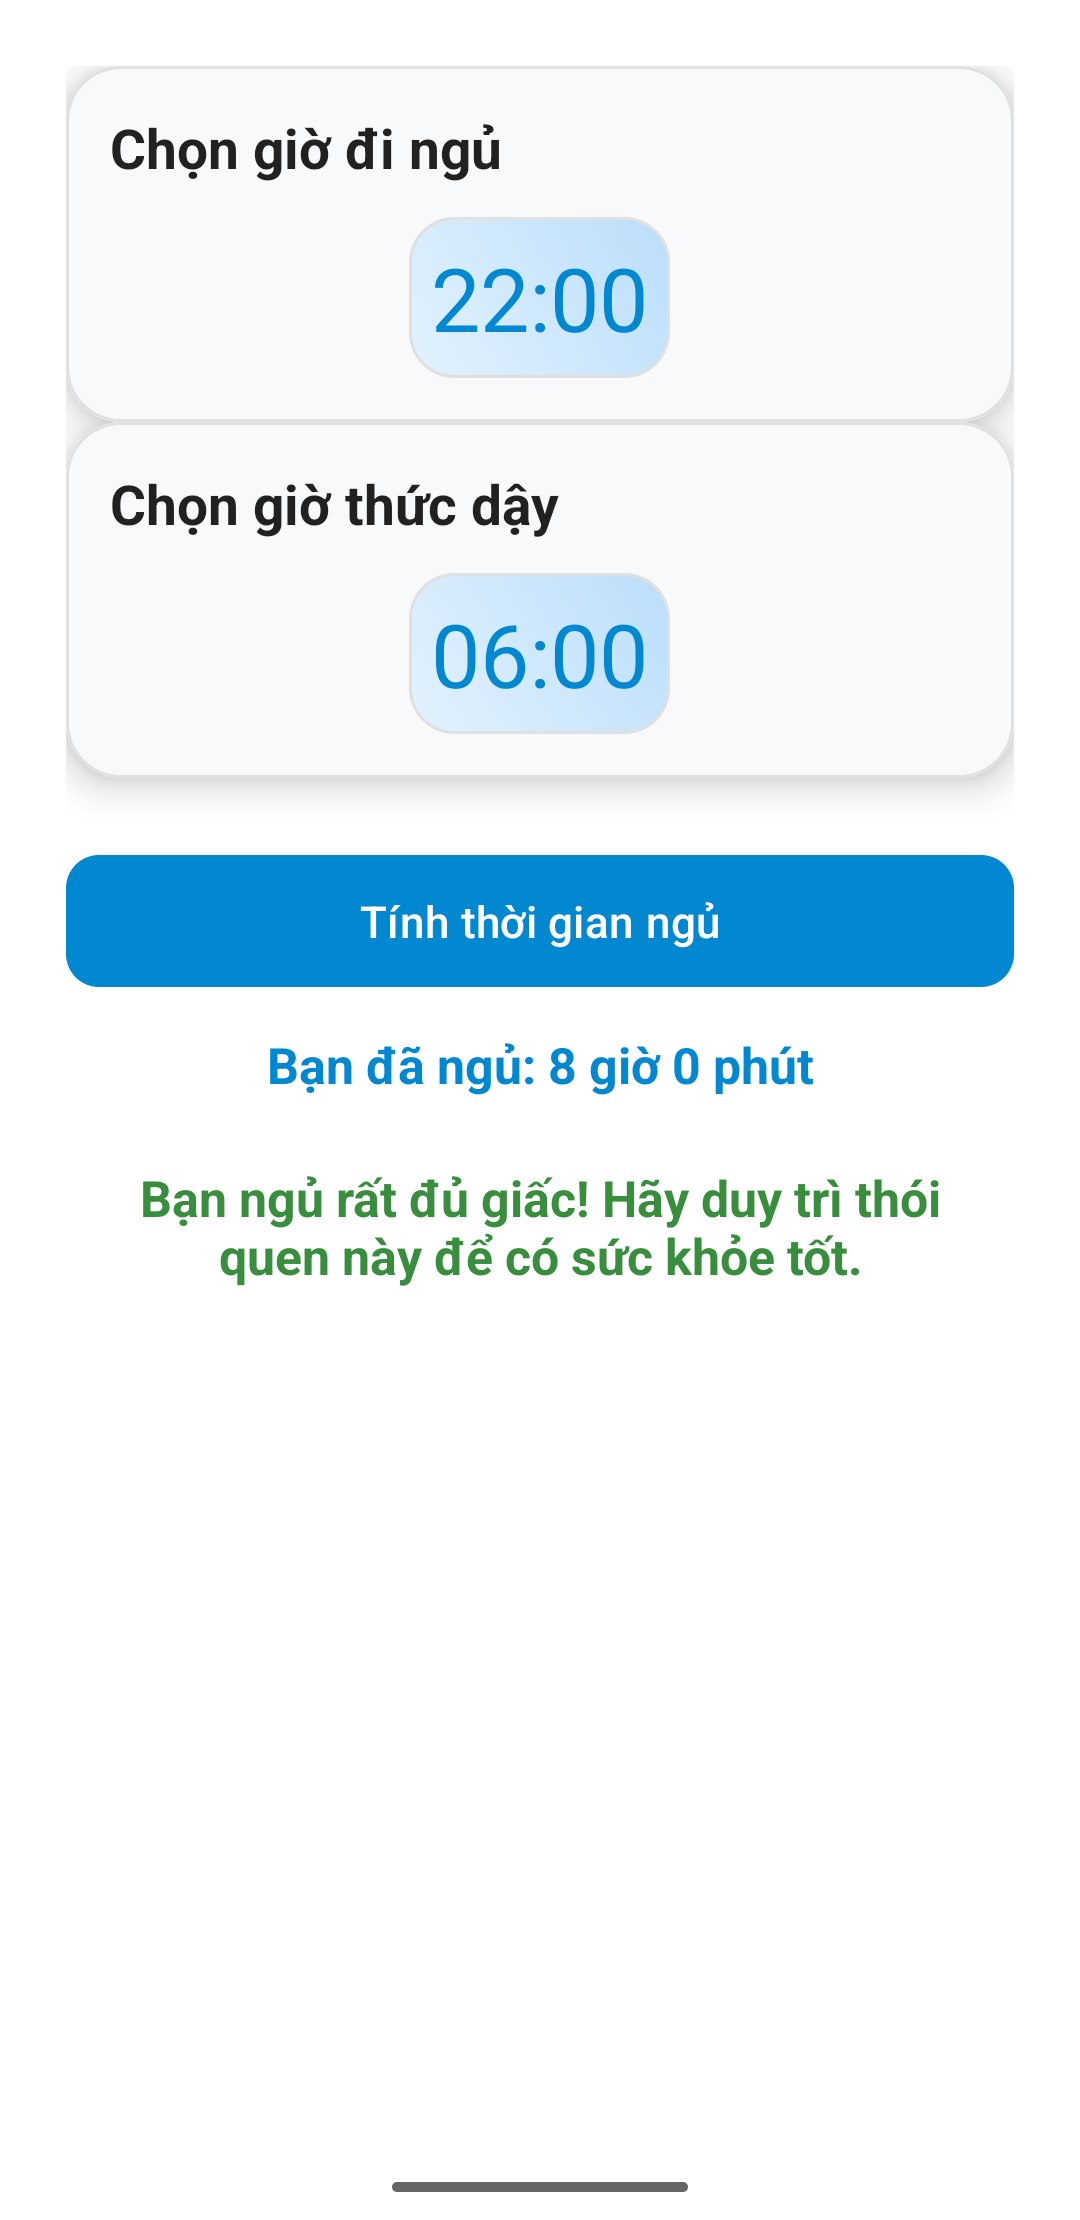 Chọn giờ đi ngủ
22:00
Chọn giờ thức dậy
06:00
Tính thời gian ngủ
Bạn đã ngủ: 8 giờ 0 phút
Bạn ngủ rất đủ giấc! Hãy duy trì thói
quen này để có sức khỏe tốt.